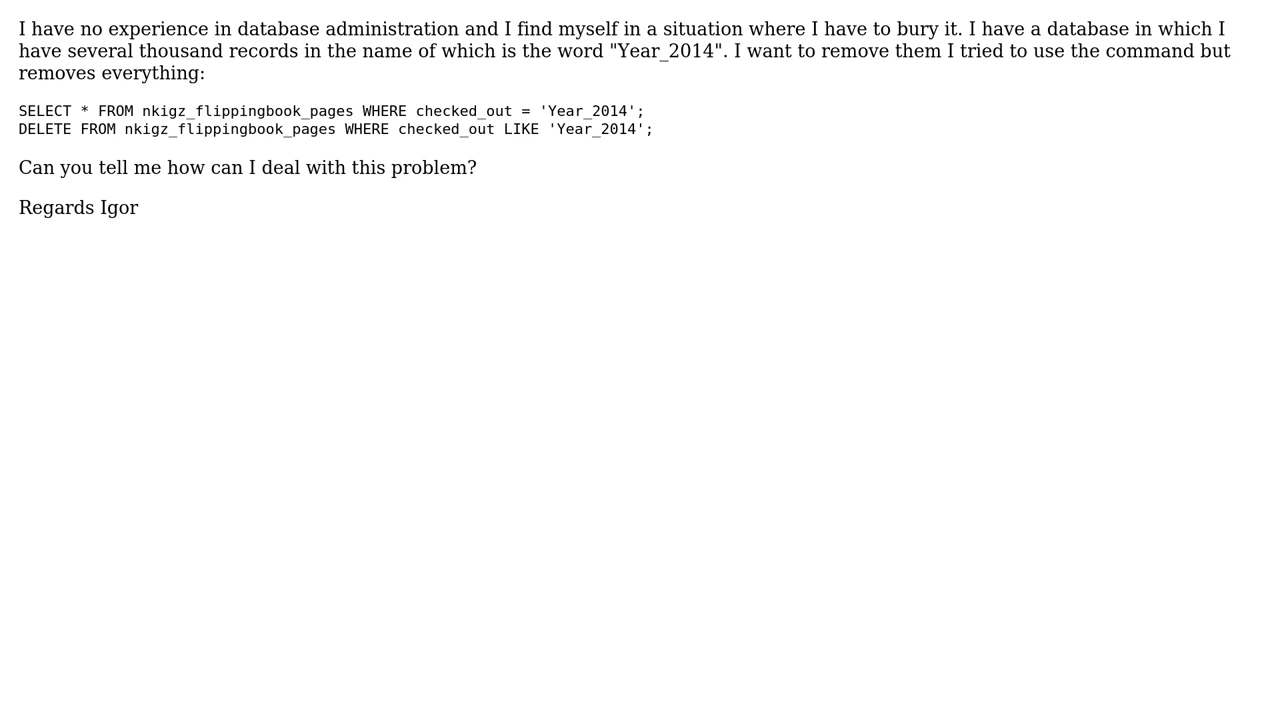 I have no experience in database administration and I find myself in a situation where I have to bury it. I have a database in which I
have several thousand records in the name of which is the word "Year_2014". I want to remove them I tried to use the command but
removes everything:
SELECT * FROM nkigz_flippingbook_pages WHERE checked_out = 'Year_2014';
DELETE FROM nkigz_flippingbook_pages WHERE checked_out LIKE 'Year_2014';
Can you tell me how can I deal with this problem?
Regards Igor